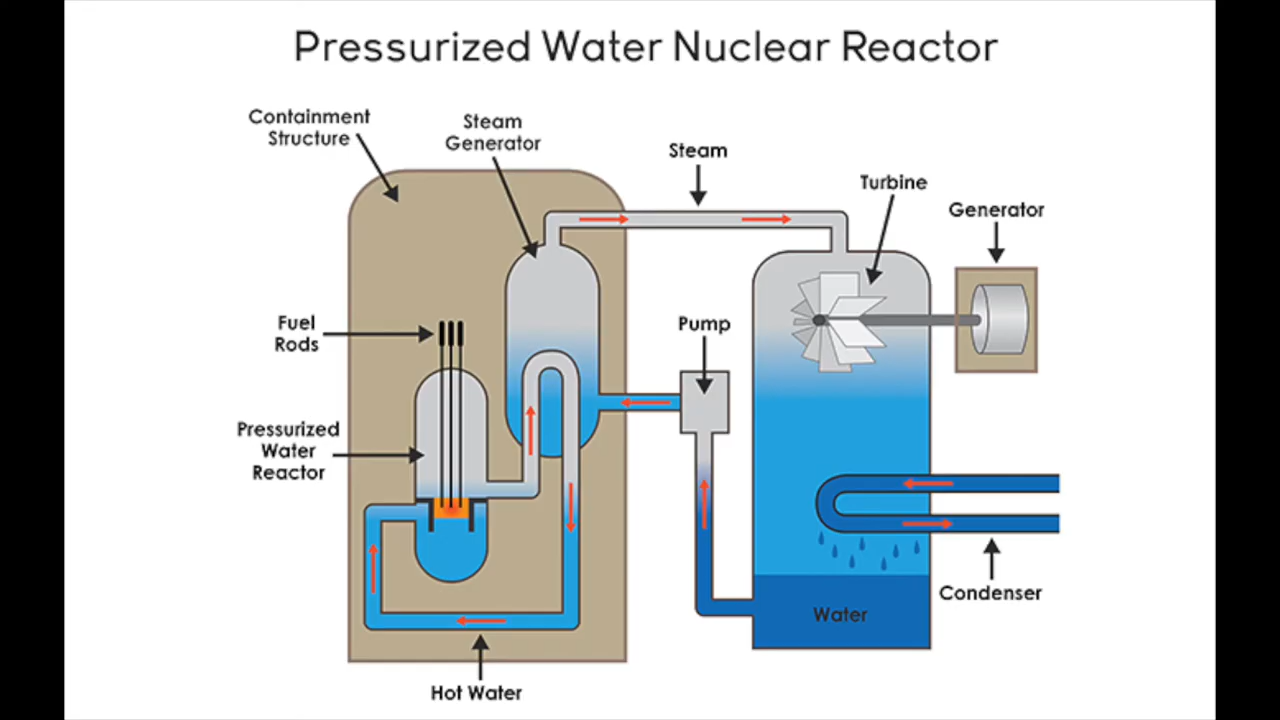 Pressurized Water Nuclear Reactor
Containment
Structure
Steam
Generator
Steam
Turbine
Generator
Fuel
Rods
Pump
Pressurized
Water
Reactor
Condenser
Water
Hot Water